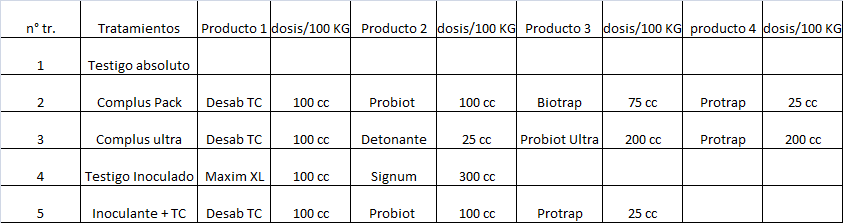 n° tr. Tratamientos Producto 1 dosis/100 KG Producto 2 dosis/100 KG Producto 3 dosis/100 KG producto 4 dosis/100 KG
1 Testigo absoluto
2 Complus Pack Desab TC 100 cc Probiot 100 cc Biotrap 75 cc Protrap 25 cc
3 Complus ultra Desab TC 100 cc Detonante 25 cc Probiot Ultra 200 cc Protrap 200 cc
4 Testigo Inoculado Maxim XL 100 cc Signum 300 cc
5 Inoculante + TC Desab TC 100 cc Probiot 100 cc Protrap 25 cc